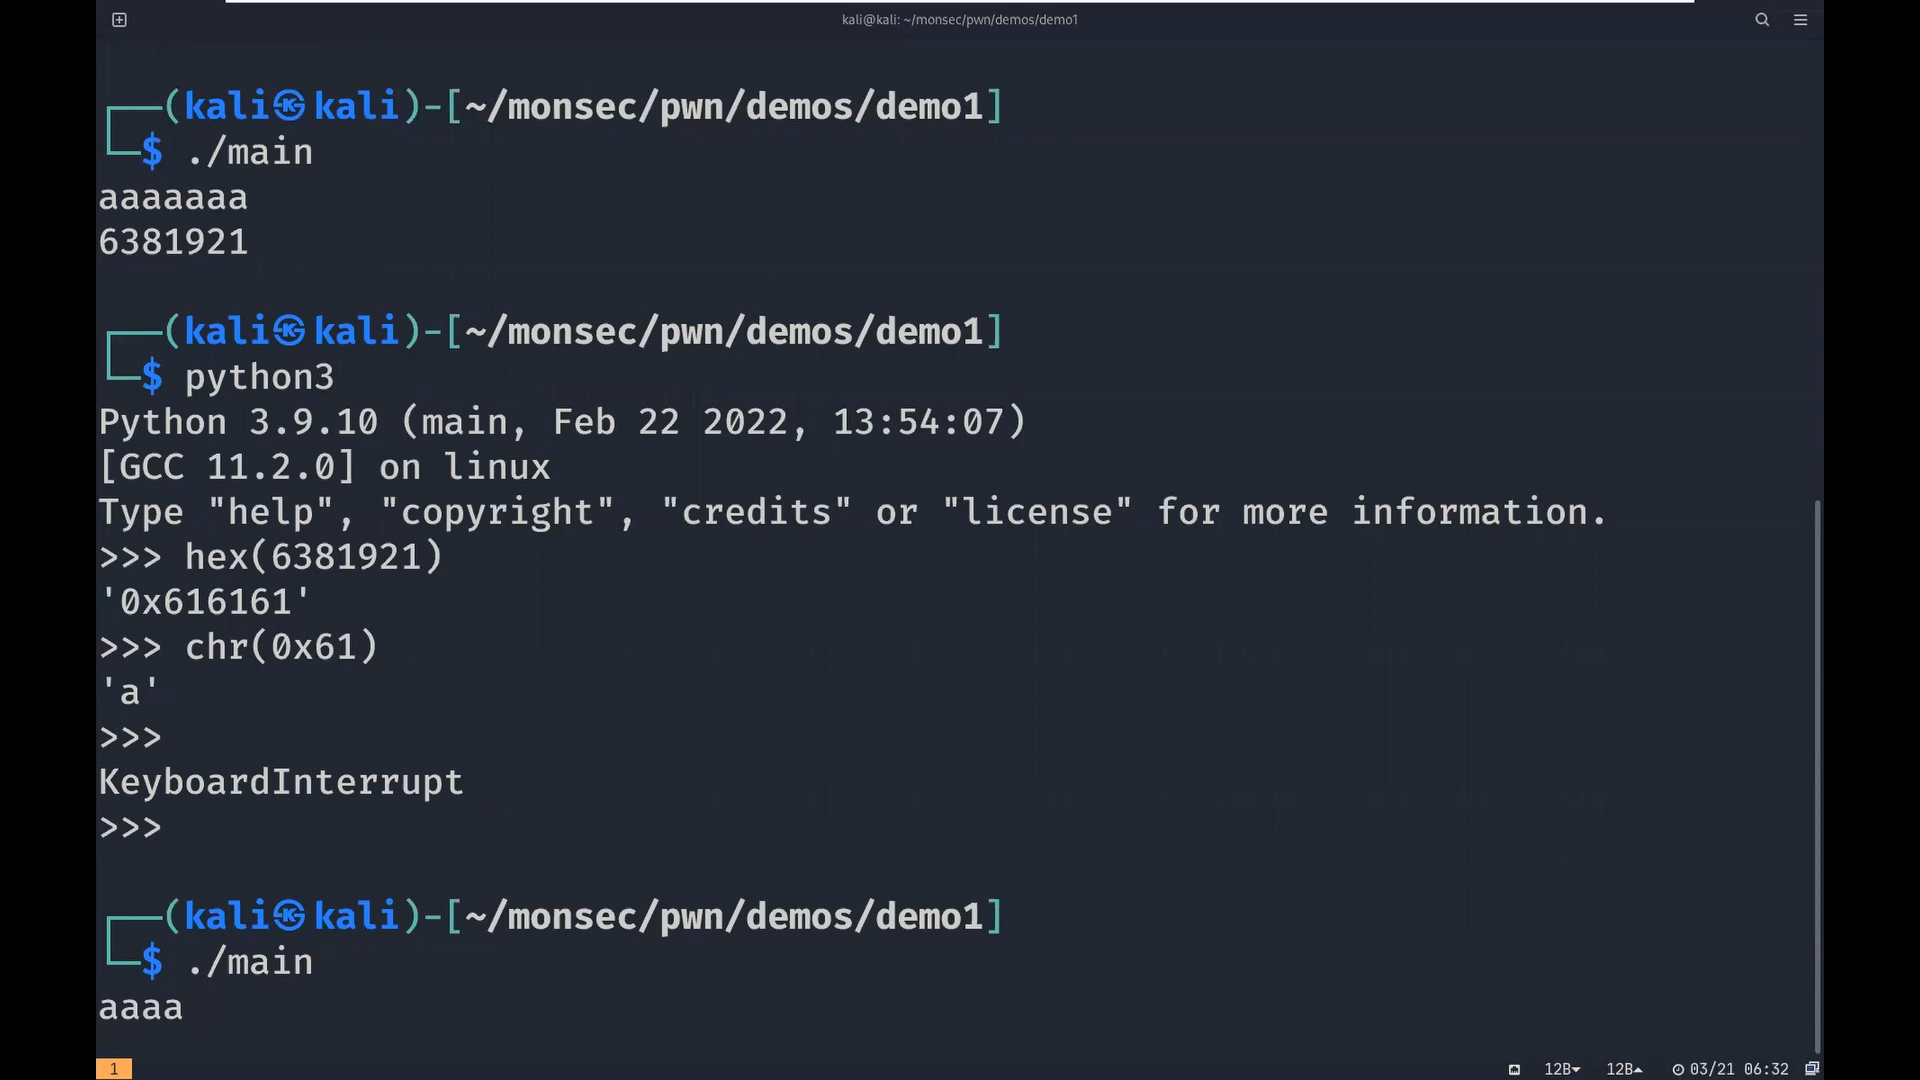 kali@kali: ~/monsec/pwn/demos/demo1
┌──(kali㉿kali)-[~/monsec/pwn/demos/demo1]
└─$ ./main
aaaaaaa
6381921
┌──(kali㉿kali)-[~/monsec/pwn/demos/demo1]
└─$ python3
Python 3.9.10 (main, Feb 22 2022, 13:54:07)
[GCC 11.2.0] on linux
Type "help", "copyright", "credits" or "license" for more information.
>>> hex(6381921)
'0x616161'
>>> chr(0x61)
'a'
>>>
KeyboardInterrupt
>>>
┌──(kali㉿kali)-[~/monsec/pwn/demos/demo1]
└─$ ./main
aaaa
1 12B▾ 12B▴ 03/21 06:32